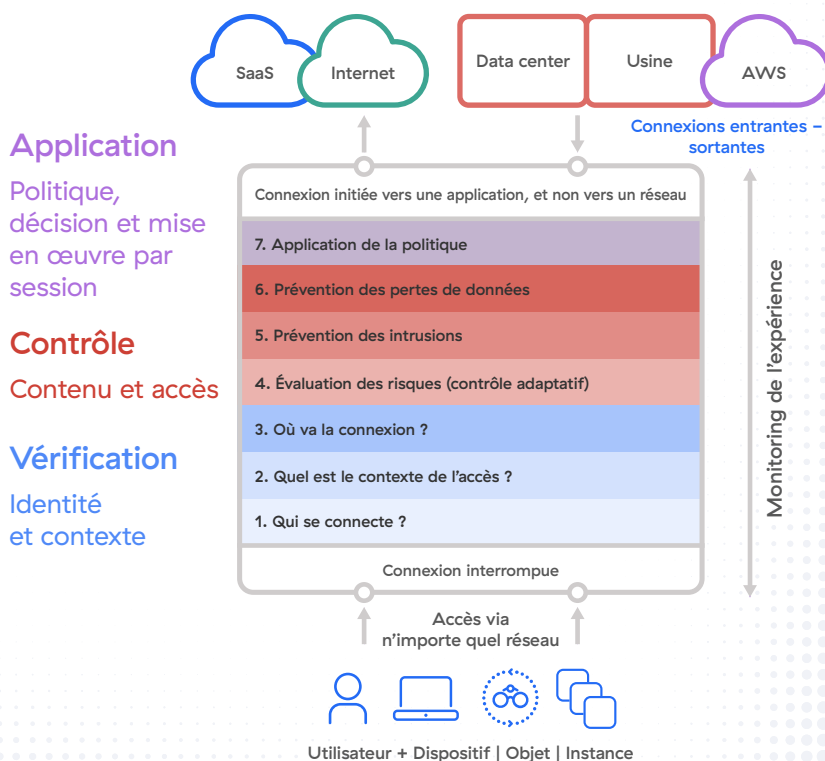 SaaS
Internet
Data center
Usine
AWS
Connexions entrantes –
sortantes
Application
Politique,
décision et mise
en œuvre par
session
Contrôle
Contenu et accès
Vérification
Identité
et contexte
Connexion initiée vers une application, et non vers un réseau
7. Application de la politique
6. Prévention des pertes de données
5. Prévention des intrusions
4. Évaluation des risques (contrôle adaptatif)
3. Où va la connexion ?
2. Quel est le contexte de l’accès ?
1. Qui se connecte ?
Connexion interrompue
Monitoring de l’expérience
Accès via
n’importe quel réseau
Utilisateur + Dispositif | Objet | Instance